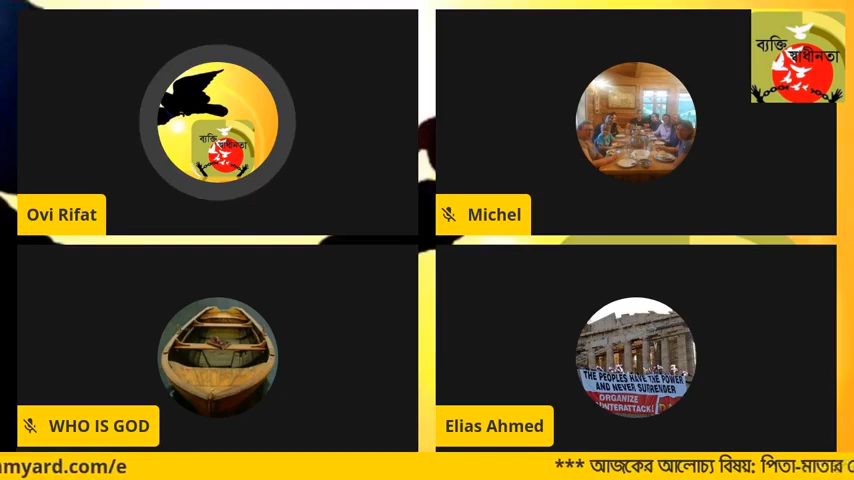 ব্যক্তি
স্বাধীনতা
ব্যক্তি
স্বাধীনতা
Ovi Rifat
Michel
THE PEOPLES HAVE THE POWER
AND NEVER SURRENDER
ORGANIZE
WHO IS GOD
Elias Ahmed
myard.com/e
*** আজকের আলোচ্য বিষয়: পিতা-মাতার